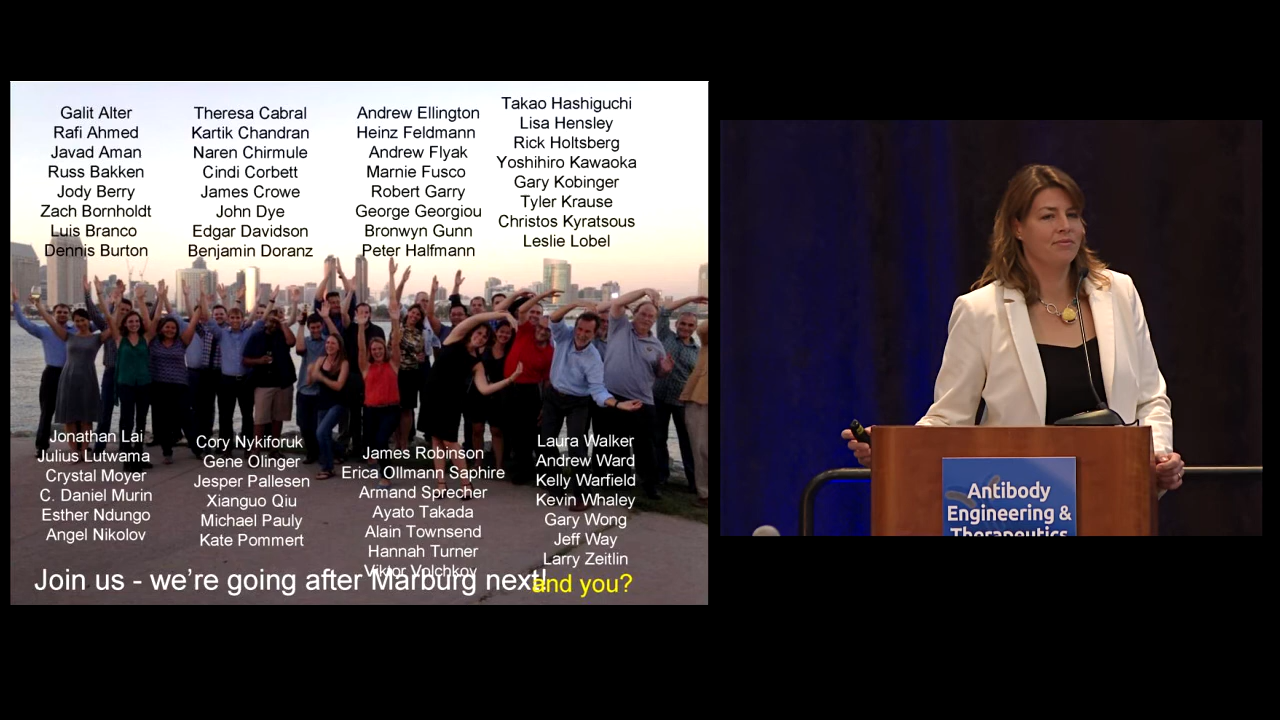 Galit Alter
Rafi Ahmed
Javad Aman
Russ Bakken
Jody Berry
Zach Bornholdt
Luis Branco
Dennis Burton
Theresa Cabral
Kartik Chandran
Naren Chirmule
Cindi Corbett
James Crowe
John Dye
Edgar Davidson
Benjamin Doranz
Andrew Ellington
Heinz Feldmann
Andrew Flyak
Marnie Fusco
Robert Garry
George Georgiou
Bronwyn Gunn
Peter Halfmann
Takao Hashiguchi
Lisa Hensley
Rick Holtsberg
Yoshihiro Kawaoka
Gary Kobinger
Tyler Krause
Christos Kyratsous
Leslie Lobel
Jonathan Lai
Julius Lutwama
Crystal Moyer
C. Daniel Murin
Esther Ndungo
Angel Nikolov
Cory Nykiforuk
Gene Olinger
Jesper Pallesen
Xianguo Qiu
Michael Pauly
Kate Pommert
James Robinson
Erica Ollmann Saphire
Armand Sprecher
Ayato Takada
Alain Townsend
Hannah Turner
Viktor Volchkov
Laura Walker
Andrew Ward
Kelly Warfield
Kevin Whaley
Gary Wong
Jeff Way
Larry Zeitlin
Join us - we're going after Marburg next!
and you?
Antibody
Engineering &
Therapeutics